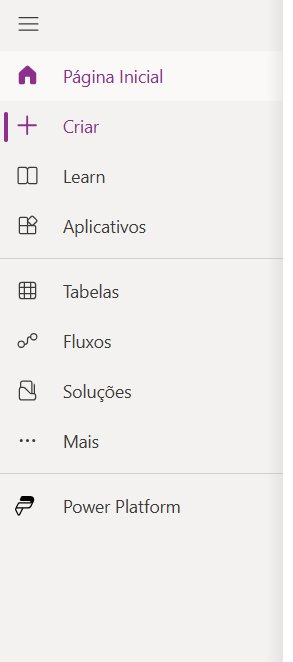 Página Inicial
Criar
Learn
Aplicativos
Tabelas
Fluxos
Soluções
Mais
Power Platform